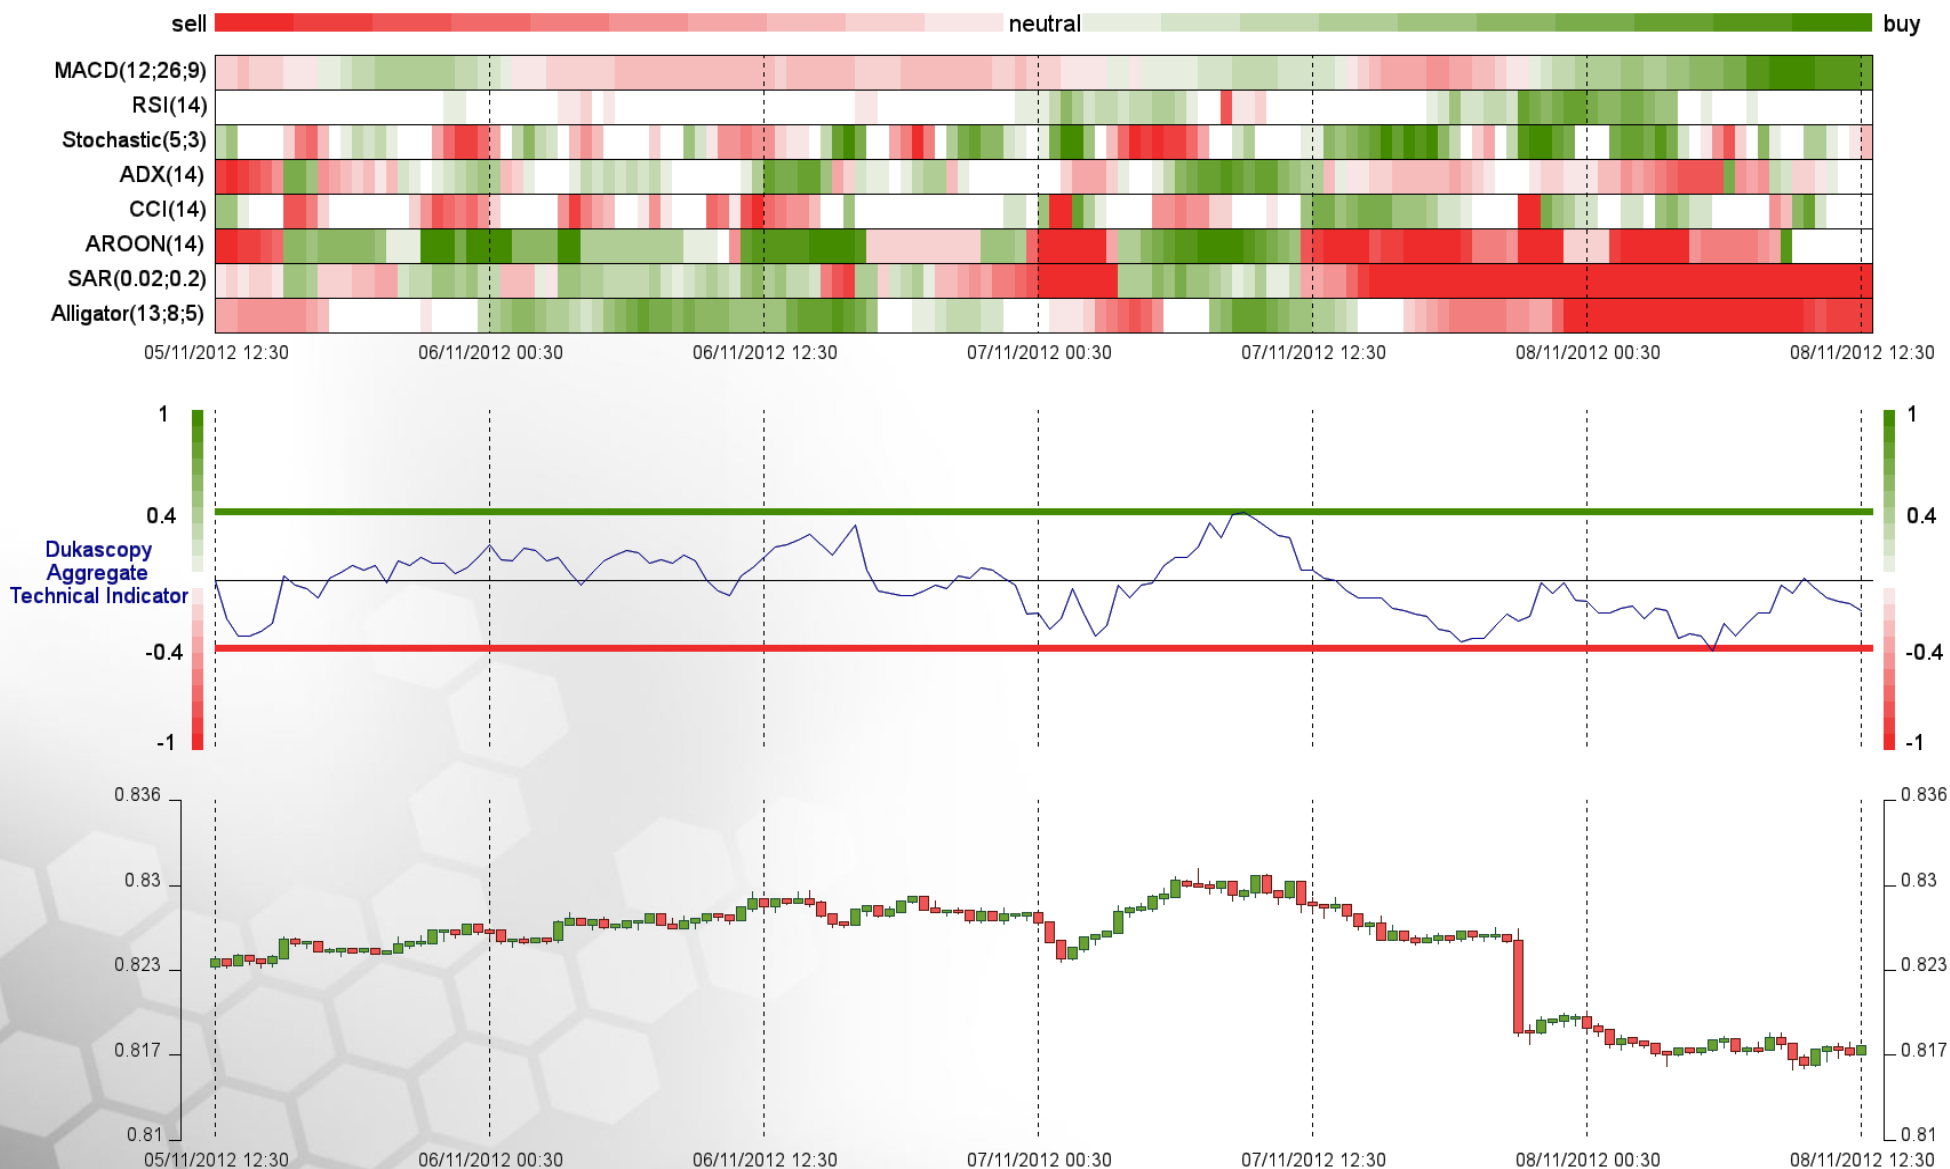 sell neutral buy
MACD(12;26;9)
RSI(14)
Stochastic(5;3)
ADX(14)
CCI(14)
AROON(14)
SAR(0.02;0.2)
Alligator(13;8;5)
05/11/2012 12:30 06/11/2012 00:30 06/11/2012 12:30 07/11/2012 00:30 07/11/2012 12:30 08/11/2012 00:30 08/11/2012 12:30
1 1
0.4 0.4
Dukascopy
Aggregate
Technical Indicator
-0.4 -0.4
-1 -1
0.836 0.836
0.83 0.83
0.823 0.823
0.817 0.817
0.81 0.81
05/11/2012 12:30 06/11/2012 00:30 06/11/2012 12:30 07/11/2012 00:30 07/11/2012 12:30 08/11/2012 00:30 08/11/2012 12:30